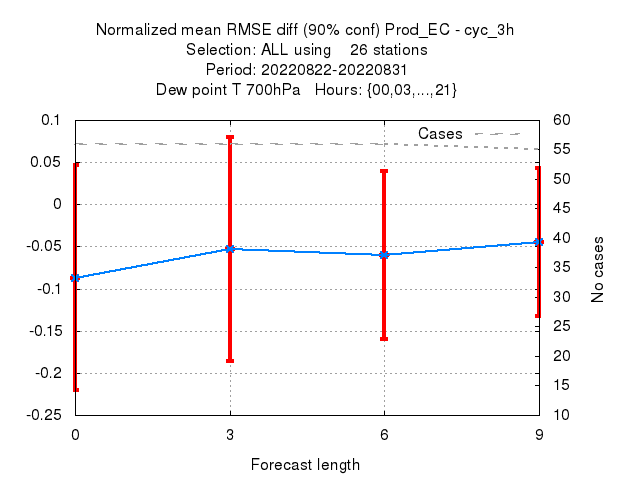 Normalized mean RMSE diff (90% conf) Prod_EC - cyc_3h
Selection: ALL using    26 stations
Period: 20220822-20220831
Dew point T 700hPa   Hours: {00,03,...,21}
Cases
0.1
0.05
0
-0.05
-0.1
-0.15
-0.2
-0.25
60
55
50
45
40
35
30
25
20
15
10
No cases
0 3 6 9
Forecast length